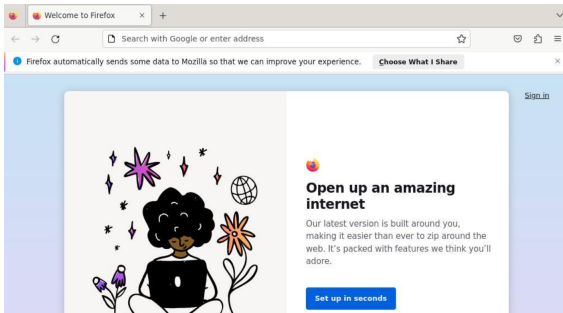 Welcome to Firefox
Search with Google or enter address
Firefox automatically sends some data to Mozilla so that we can improve your experience. Choose What I Share
Sign in
Open up an amazing
internet
Our latest version is built around you,
making it easier than ever to zip around the
web. It's packed with features we think you'll
adore.
Set up in seconds